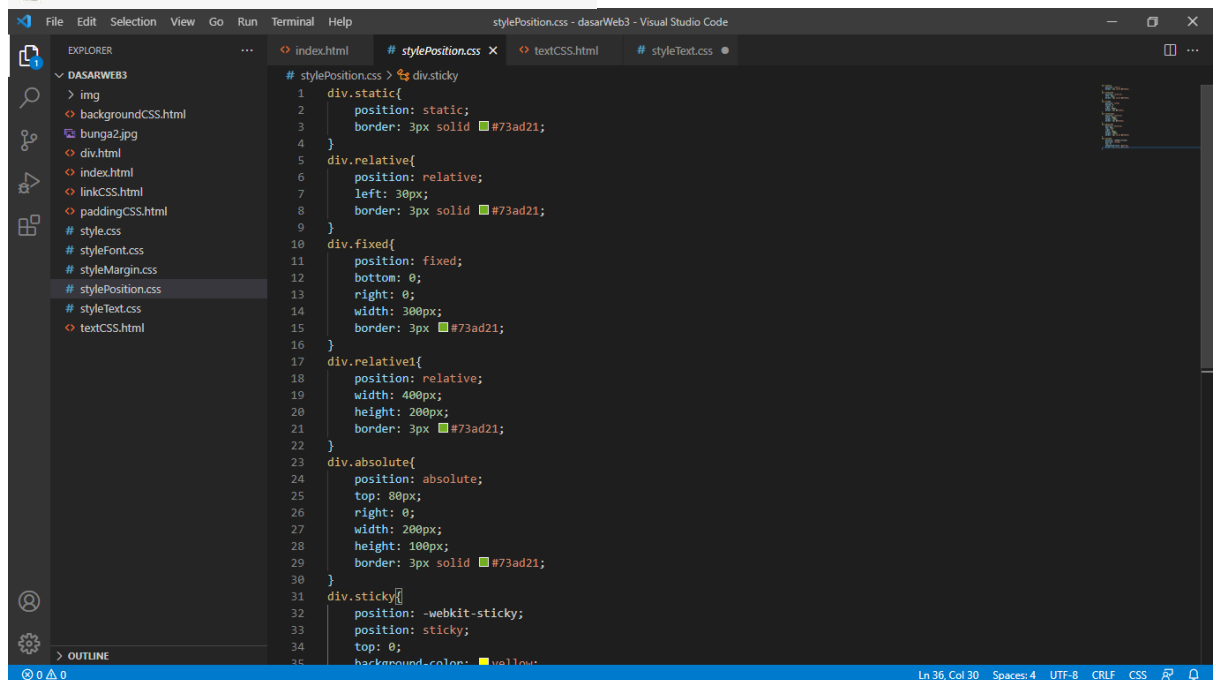 File Edit Selection View Go Run Terminal Help stylePosition.css - dasarWeb3 - Visual Studio Code
EXPLORER
index.html # stylePosition.css textCSS.html # styleText.css
DASARWEB3
# stylePosition.css > div.sticky
img
backgroundCSS.html
bunga2.jpg
div.html
index.html
linkCSS.html
paddingCSS.html
# style.css
# styleFont.css
# styleMargin.css
# stylePosition.css
# styleText.css
textCSS.html
OUTLINE
1
1 div.static{
2 position: static;
3 border: 3px solid #73ad21;
4 }
5 div.relative{
6 position: relative;
7 left: 30px;
8 border: 3px solid #73ad21;
9 }
10 div.fixed{
11 position: fixed;
12 bottom: 0;
13 right: 0;
14 width: 300px;
15 border: 3px #73ad21;
16 }
17 div.relative1{
18 position: relative;
19 width: 400px;
20 height: 200px;
21 border: 3px #73ad21;
22 }
23 div.absolute{
24 position: absolute;
25 top: 80px;
26 right: 0;
27 width: 200px;
28 height: 100px;
29 border: 3px solid #73ad21;
30 }
31 div.sticky{
32 position: -webkit-sticky;
33 position: sticky;
34 top: 0;
35 background-color: yellow;
0 0 Ln 36, Col 30 Spaces: 4 UTF-8 CRLF CSS